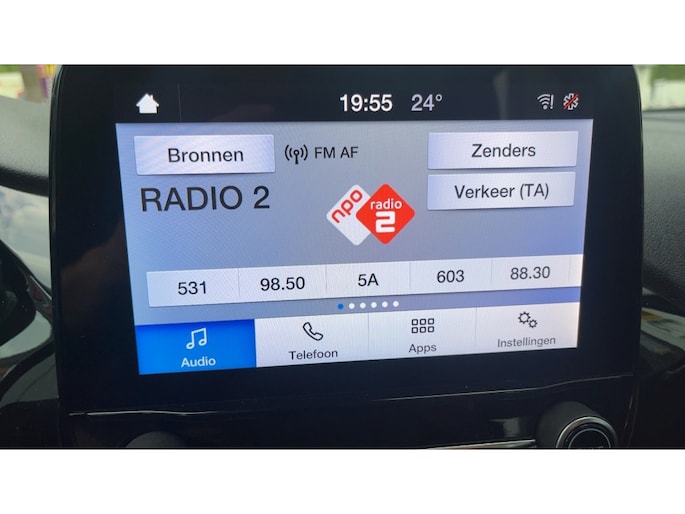 19:55 24°
Bronnen FM AF Zenders
RADIO 2 npo radio 2 Verkeer (TA)
531 98.50 5A 603 88.30
Audio Telefoon Apps Instellingen